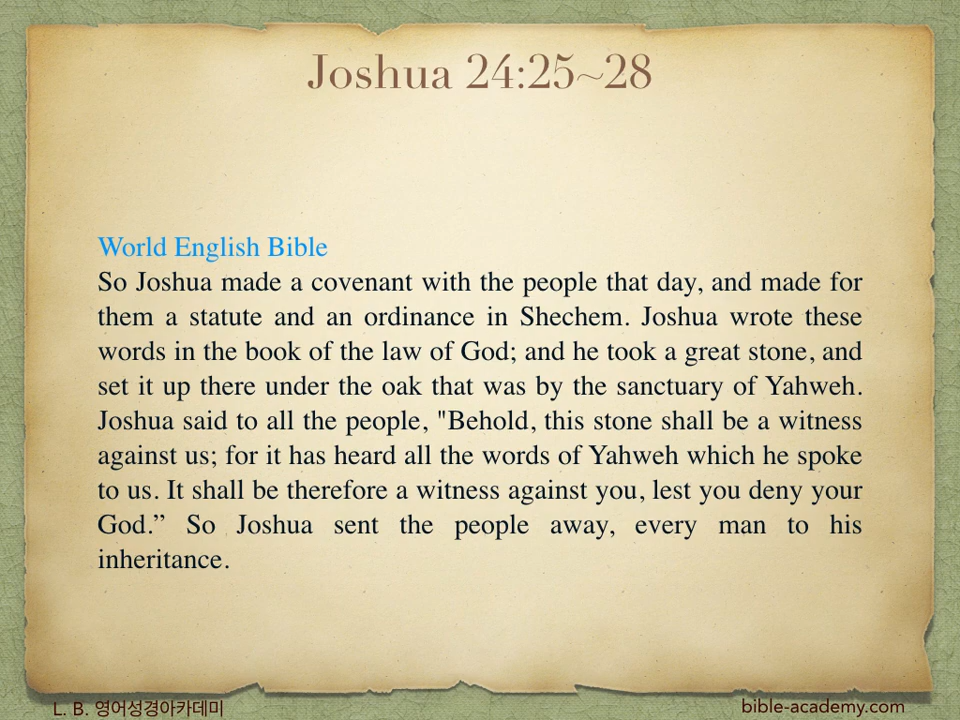 Joshua 24:25~28
World English Bible
So Joshua made a covenant with the people that day, and made for
them a statute and an ordinance in Shechem. Joshua wrote these
words in the book of the law of God; and he took a great stone, and
set it up there under the oak that was by the sanctuary of Yahweh.
Joshua said to all the people, "Behold, this stone shall be a witness
against us; for it has heard all the words of Yahweh which he spoke
to us. It shall be therefore a witness against you, lest you deny your
God.” So Joshua sent the people away, every man to his
inheritance.
L. B. 영어성경아카데미
bible-academy.com